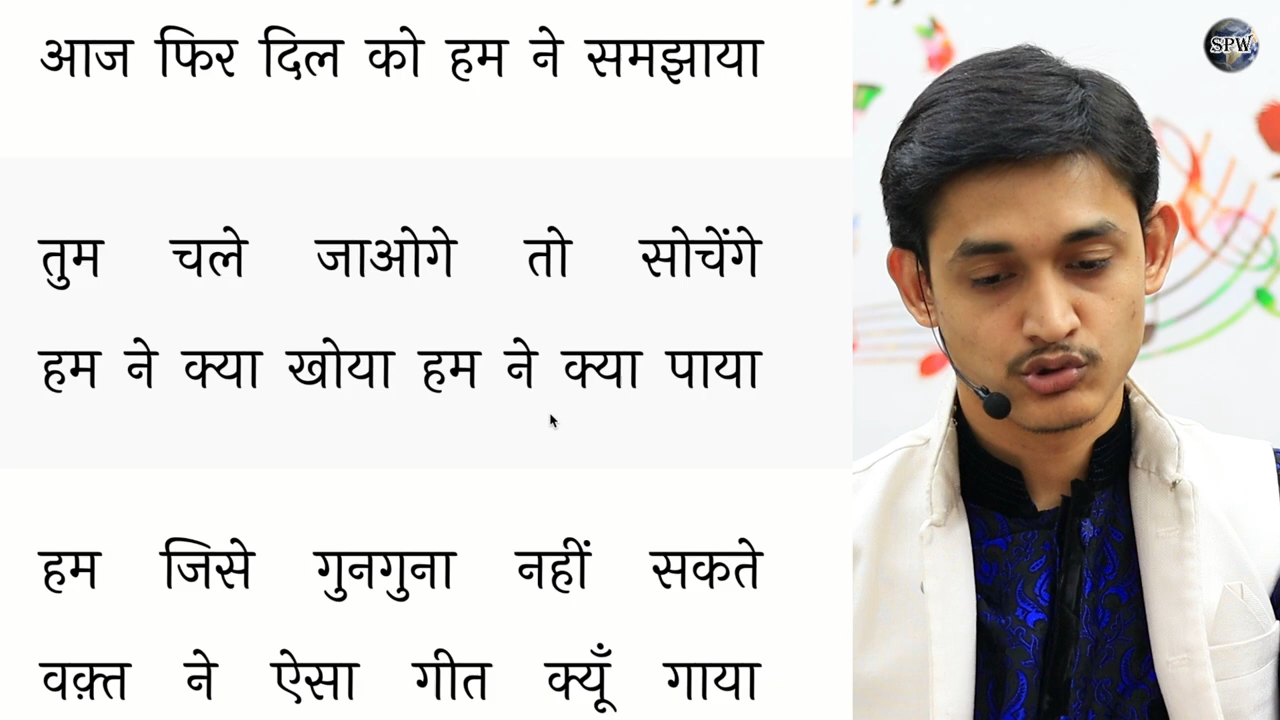 आज फिर दिल को हम ने समझाया
तुम चले जाओगे तो सोचेंगे
हम ने क्या खोया हम ने क्या पाया
हम जिसे गुनगुना नहीं सकते
वक़्त ने ऐसा गीत क्यूँ गाया
SPW